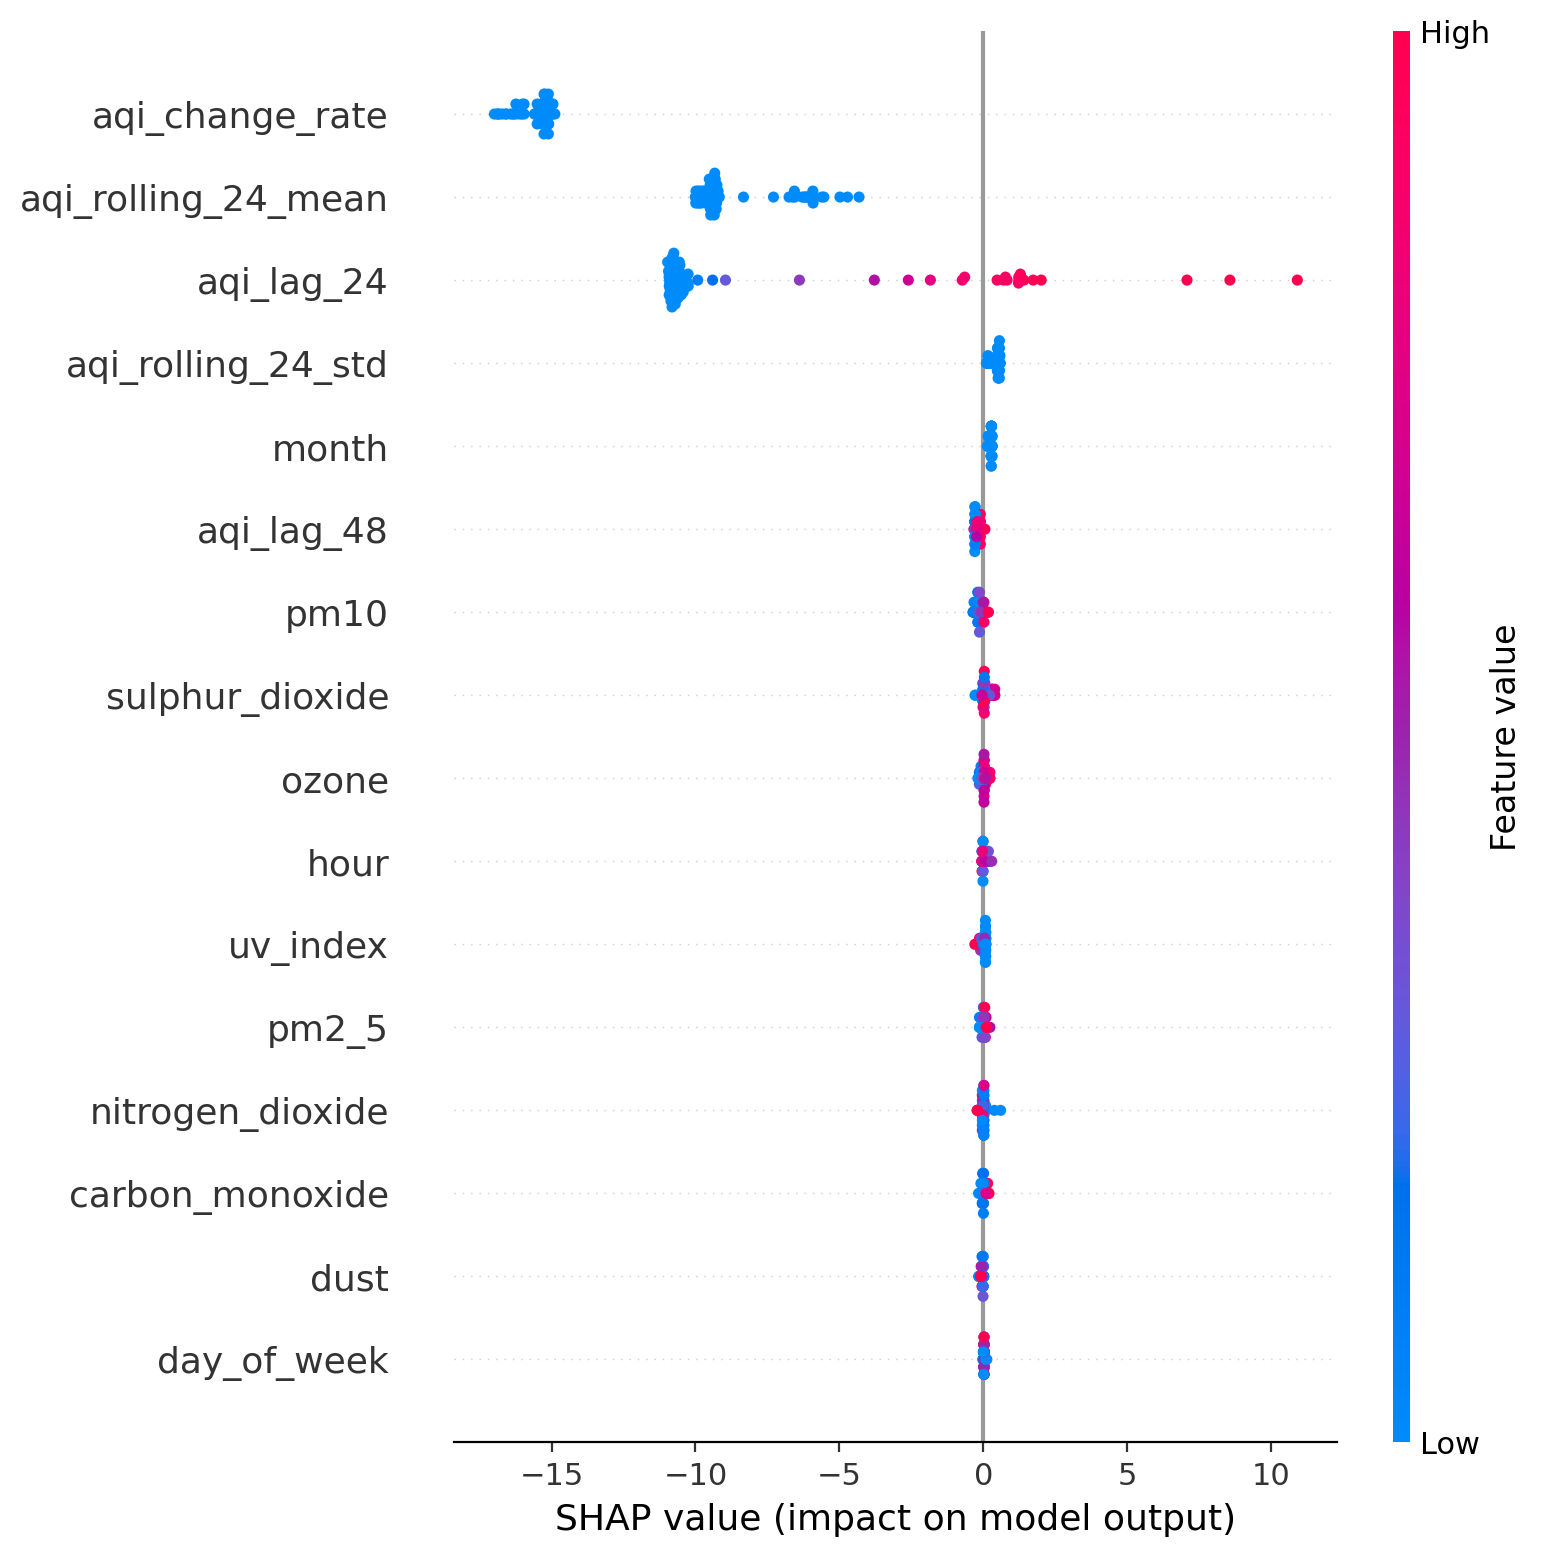 High
aqi_change_rate
aqi_rolling_24_mean
aqi_lag_24
aqi_rolling_24_std
month
aqi_lag_48
pm10
sulphur_dioxide
ozone
hour
uv_index
pm2_5
nitrogen_dioxide
carbon_monoxide
dust
day_of_week
Feature value
Low
−15 −10 −5 0 5 10
SHAP value (impact on model output)